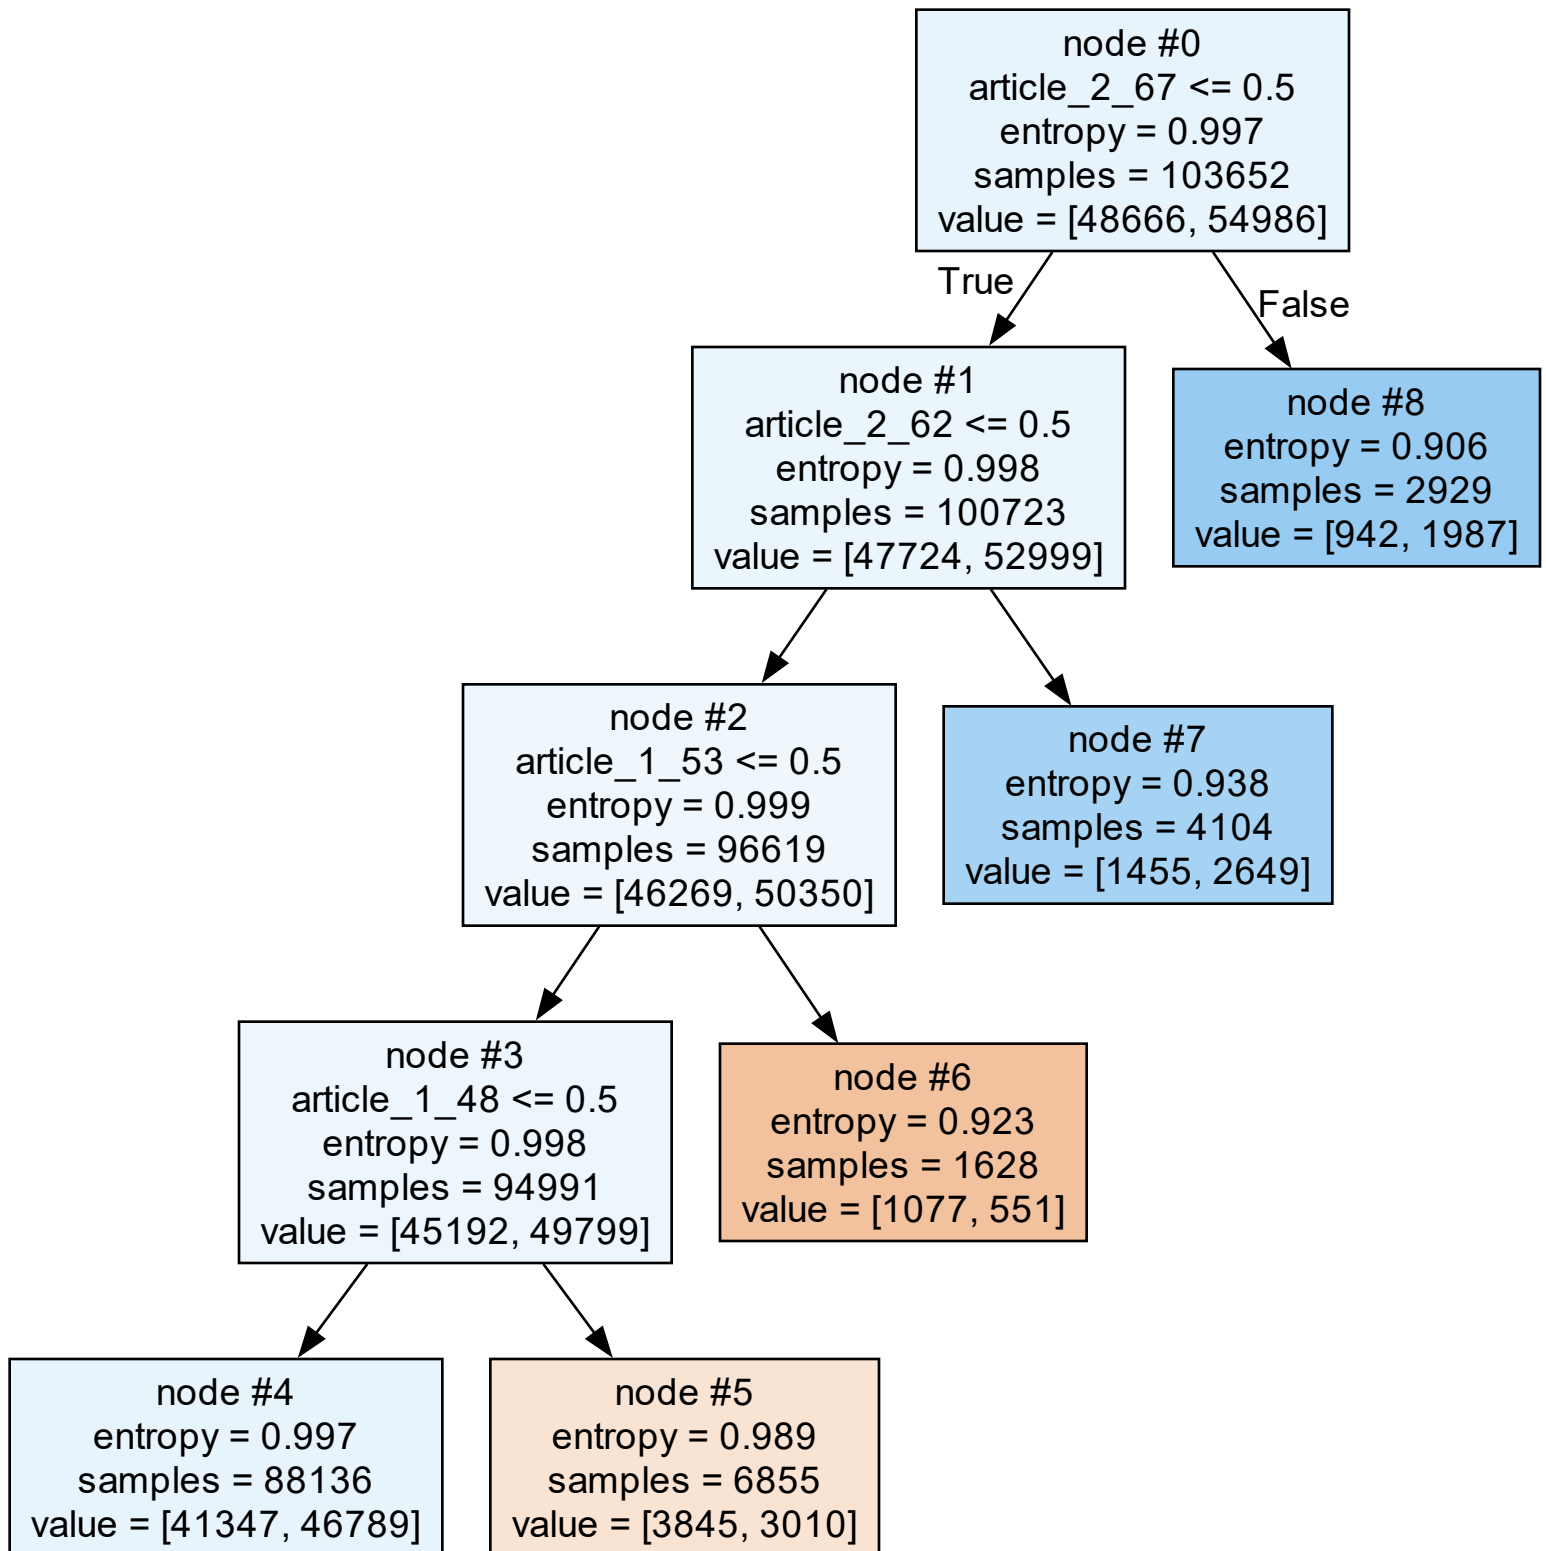 node #0
article_2_67 <= 0.5
entropy = 0.997
samples = 103652
value = [48666, 54986]
True
False
node #1
article_2_62 <= 0.5
entropy = 0.998
samples = 100723
value = [47724, 52999]
node #8
entropy = 0.906
samples = 2929
value = [942, 1987]
node #2
article_1_53 <= 0.5
entropy = 0.999
samples = 96619
value = [46269, 50350]
node #7
entropy = 0.938
samples = 4104
value = [1455, 2649]
node #3
article_1_48 <= 0.5
entropy = 0.998
samples = 94991
value = [45192, 49799]
node #6
entropy = 0.923
samples = 1628
value = [1077, 551]
node #4
entropy = 0.997
samples = 88136
value = [41347, 46789]
node #5
entropy = 0.989
samples = 6855
value = [3845, 3010]